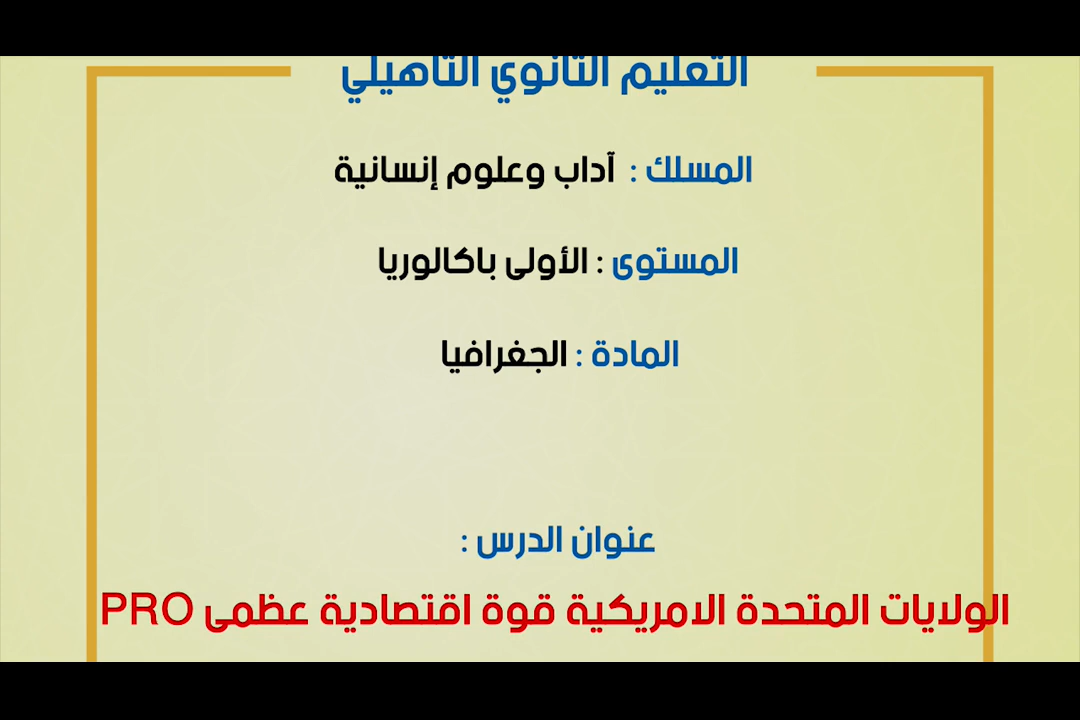 التعليم الثانوي التأهيلي
المسلك : آداب وعلوم إنسانية
المستوى : الأولى باكالوريا
المادة : الجغرافيا
عنوان الدرس :
الولايات المتحدة الامريكية قوة اقتصادية عظمى PRO